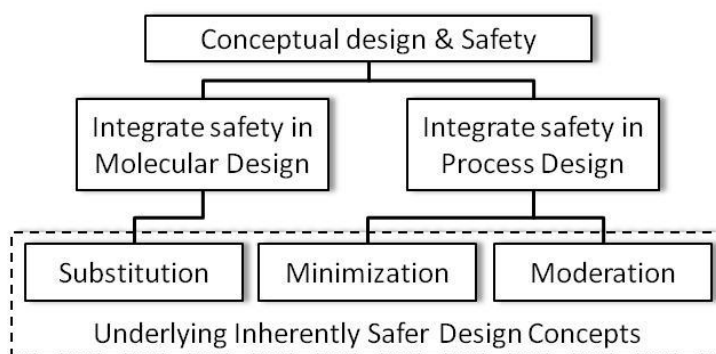 Conceptual design & Safety
Integrate safety in
Molecular Design
Integrate safety in
Process Design
Substitution
Minimization
Moderation
Underlying Inherently Safer Design Concepts